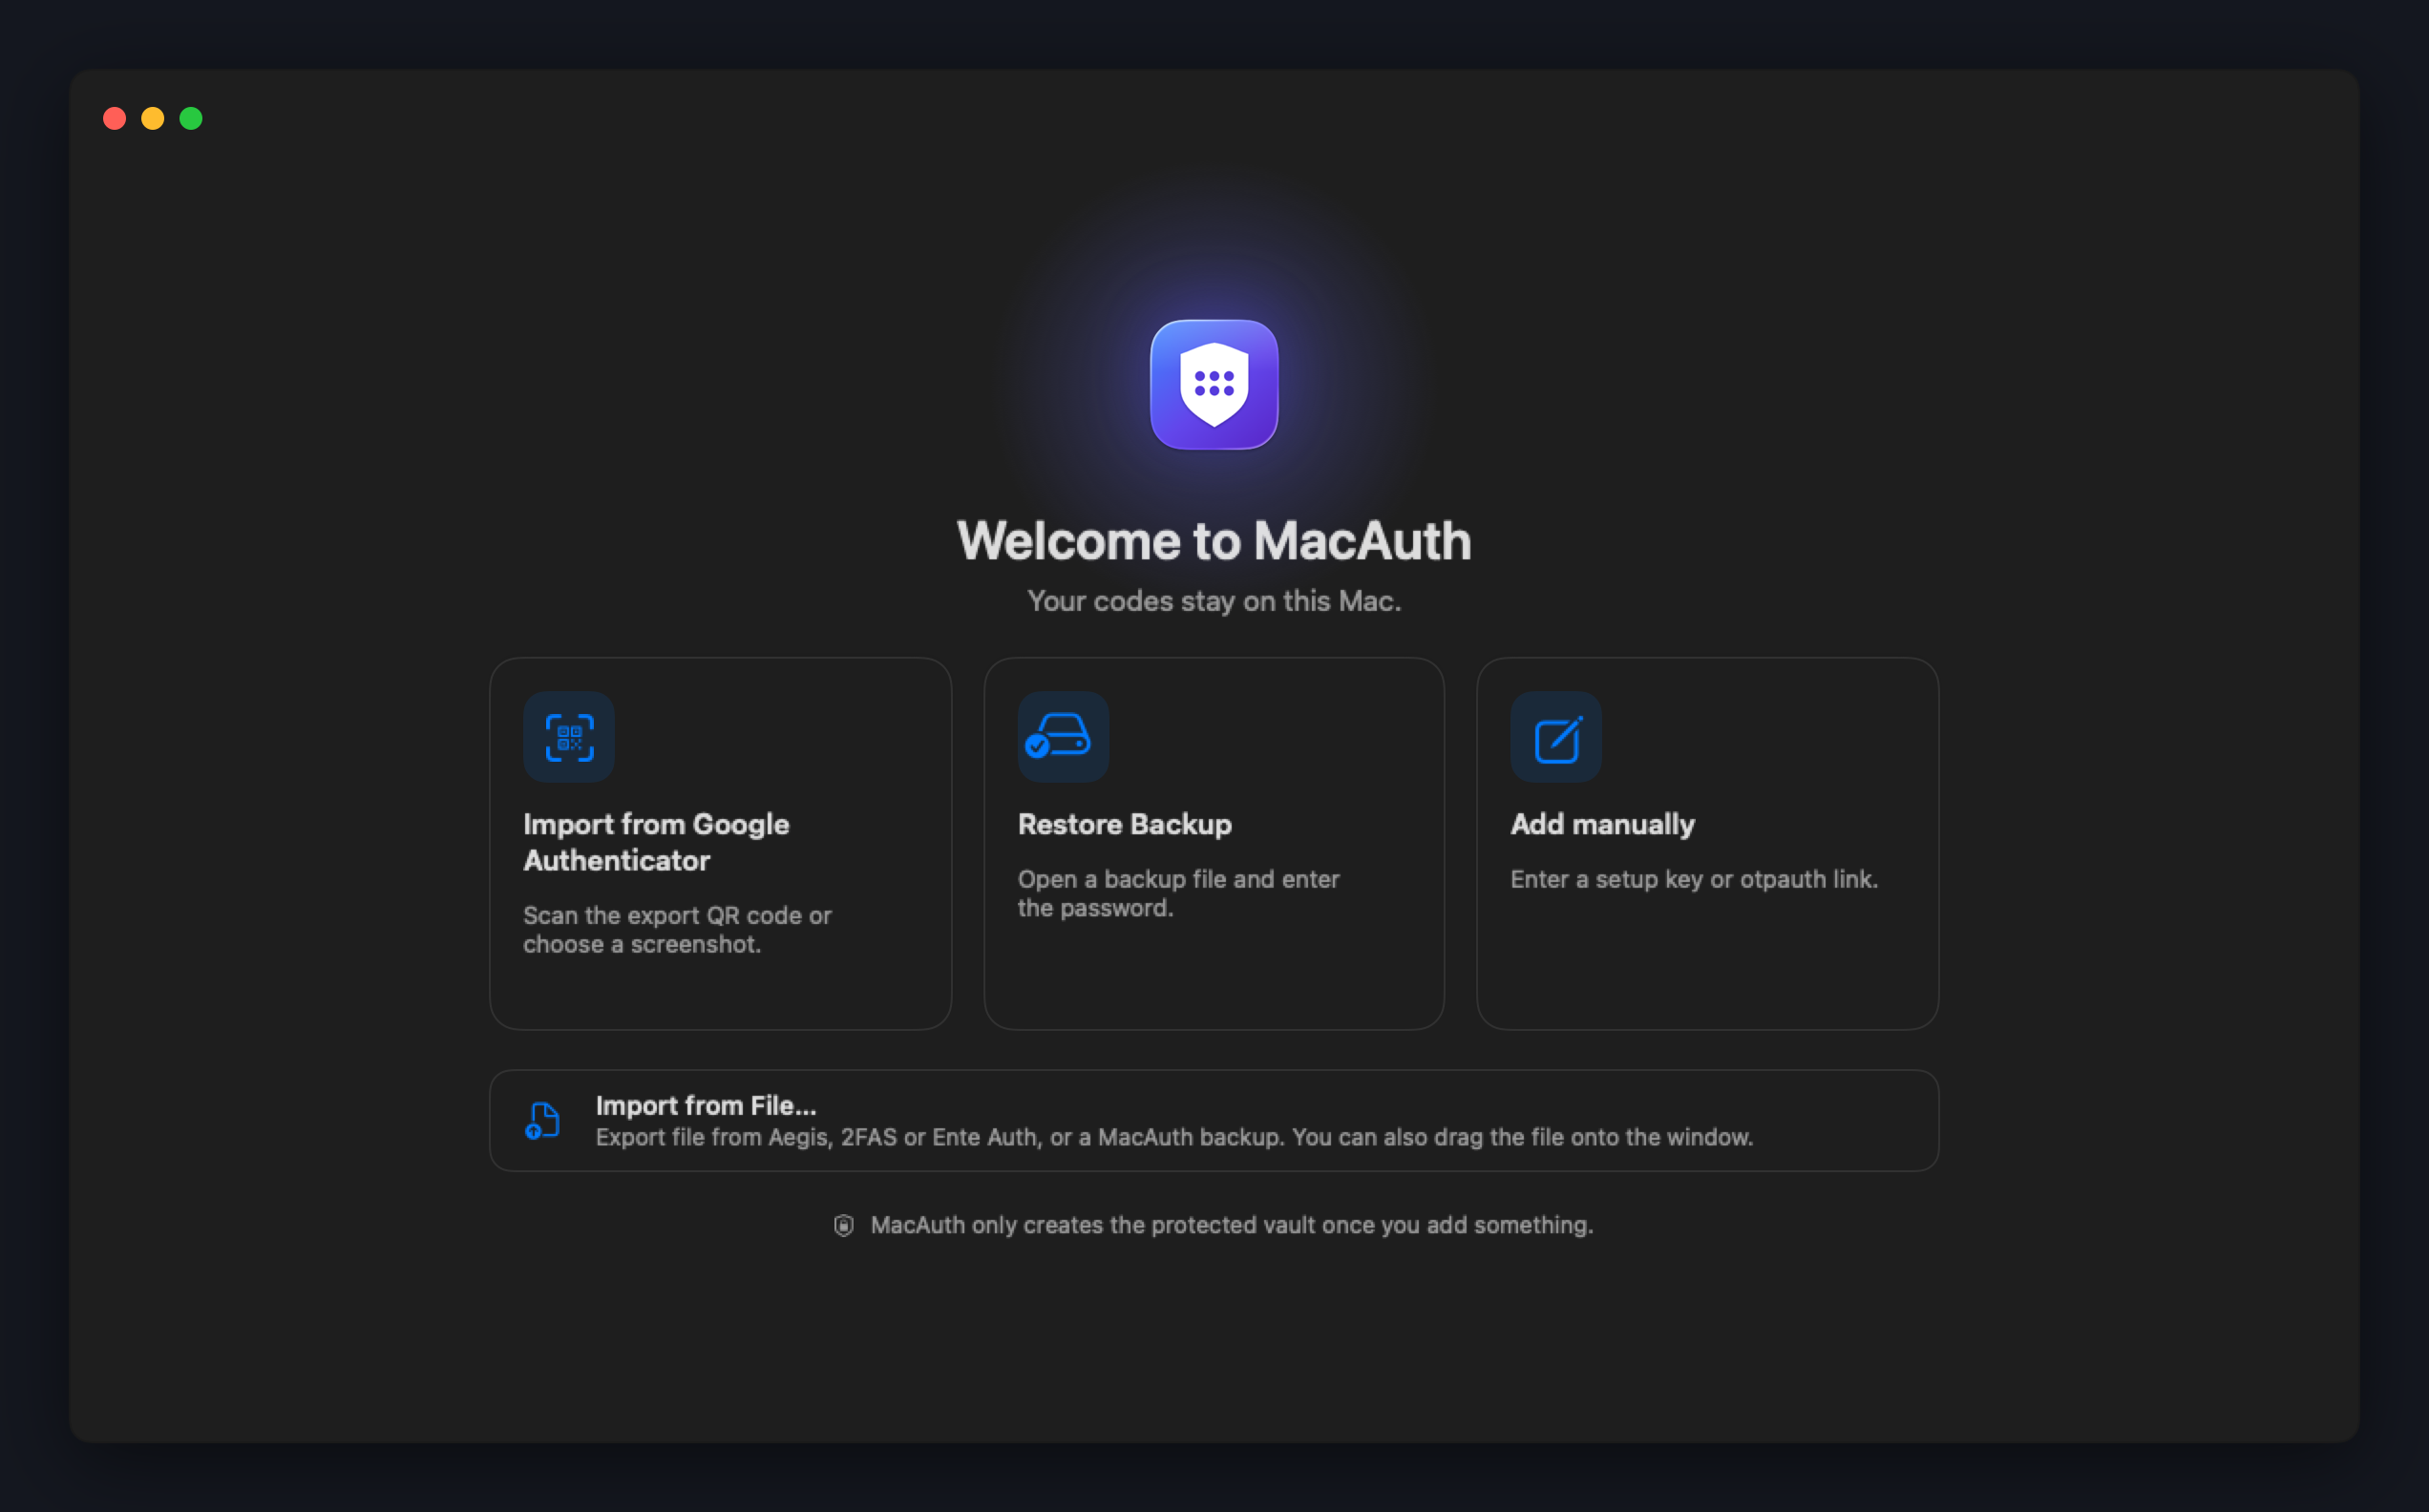 Welcome to MacAuth
Your codes stay on this Mac.
Import from Google
Authenticator
Scan the export QR code or
choose a screenshot.
Restore Backup
Open a backup file and enter
the password.
Add manually
Enter a setup key or otpauth link.
Import from File...
Export file from Aegis, 2FAS or Ente Auth, or a MacAuth backup. You can also drag the file onto the window.
MacAuth only creates the protected vault once you add something.